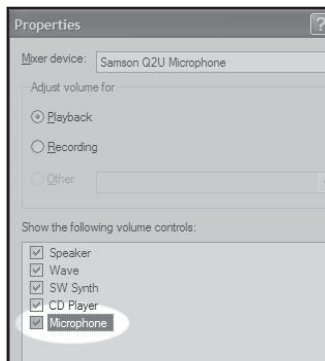 Properties
?
Mixer device: Samson Q2U Microphone
Adjust volume for
Playback
Recording
Other
Show the following volume controls:
Speaker
Wave
SW Synth
CD Player
Microphone